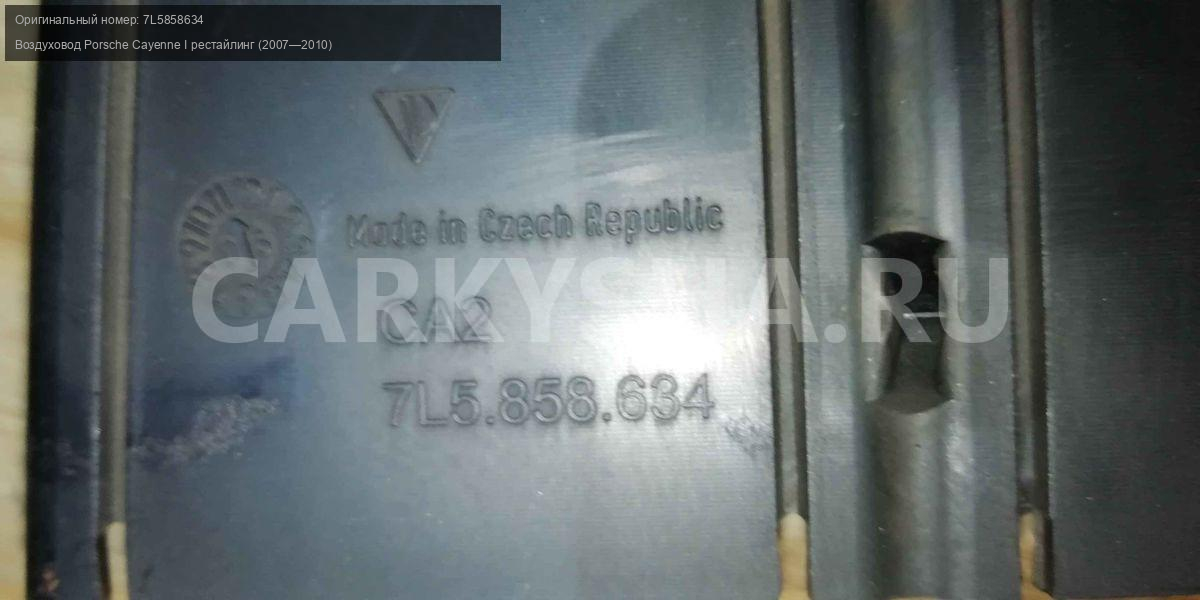 Оригинальный номер: 7L5858634
Воздуховод Porsche Cayenne I рестайлинг (2007—2010)
Made in Czech Republic
CARKYSHA.RU
CA2
7L5.858.634